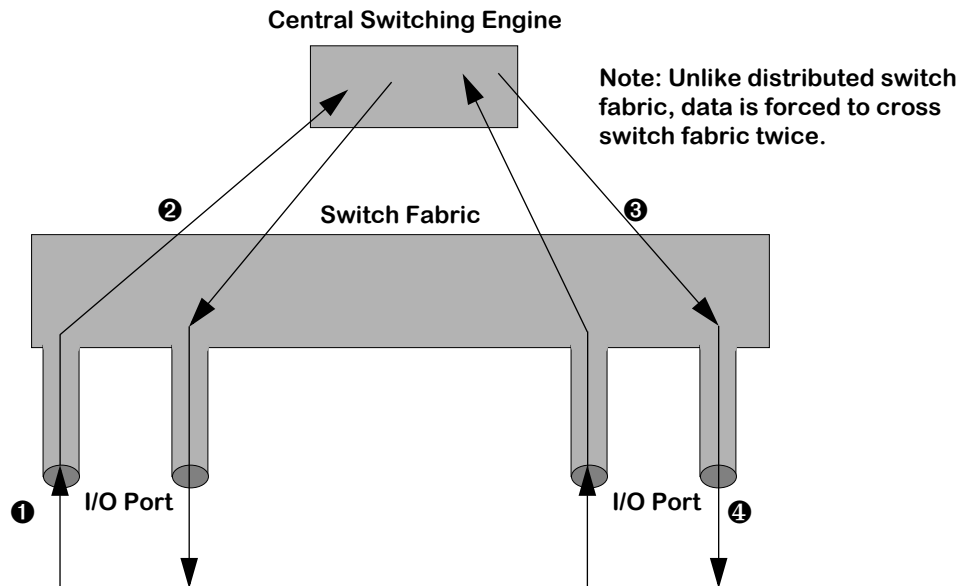 Central Switching Engine
Note: Unlike distributed switch
fabric, data is forced to cross
switch fabric twice.
❷
Switch Fabric
❸
❶
I/O Port
I/O Port
❹